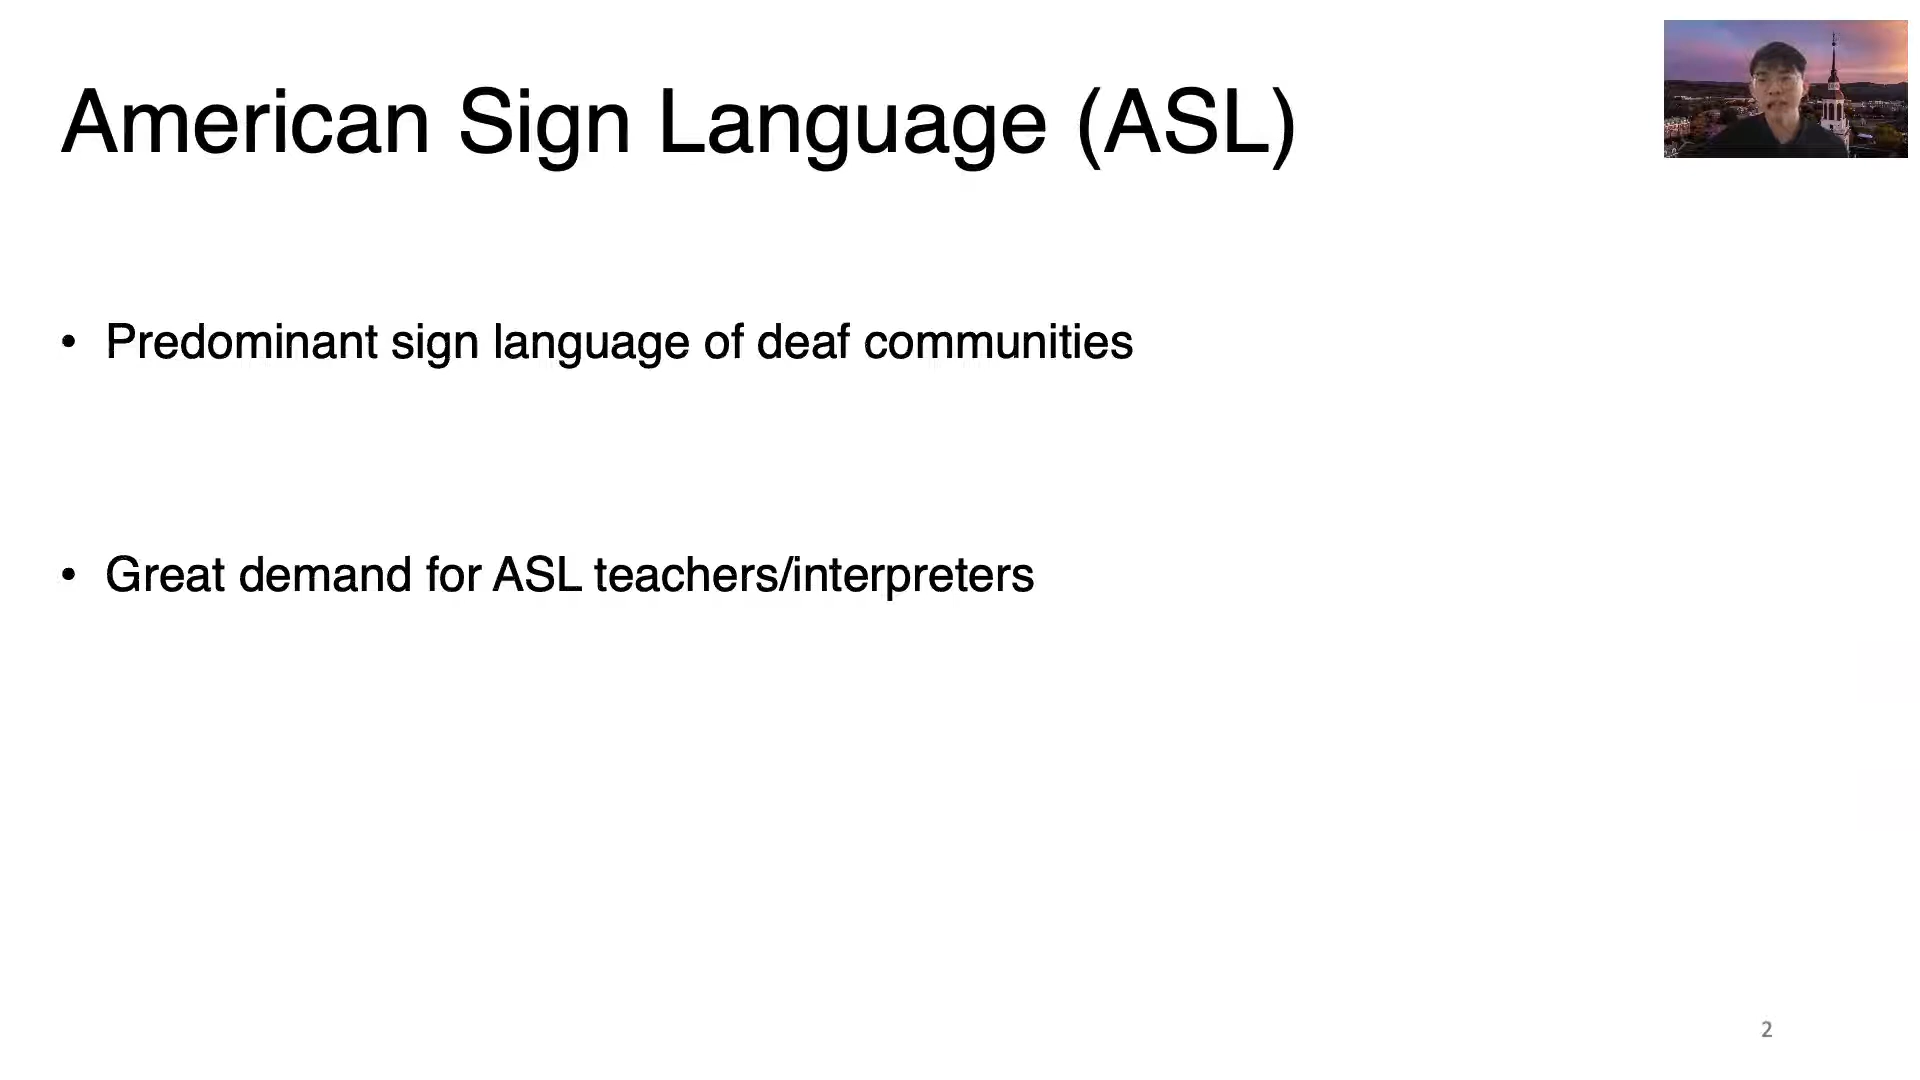 American Sign Language (ASL)
• Predominant sign language of deaf communities
• Great demand for ASL teachers/interpreters
2